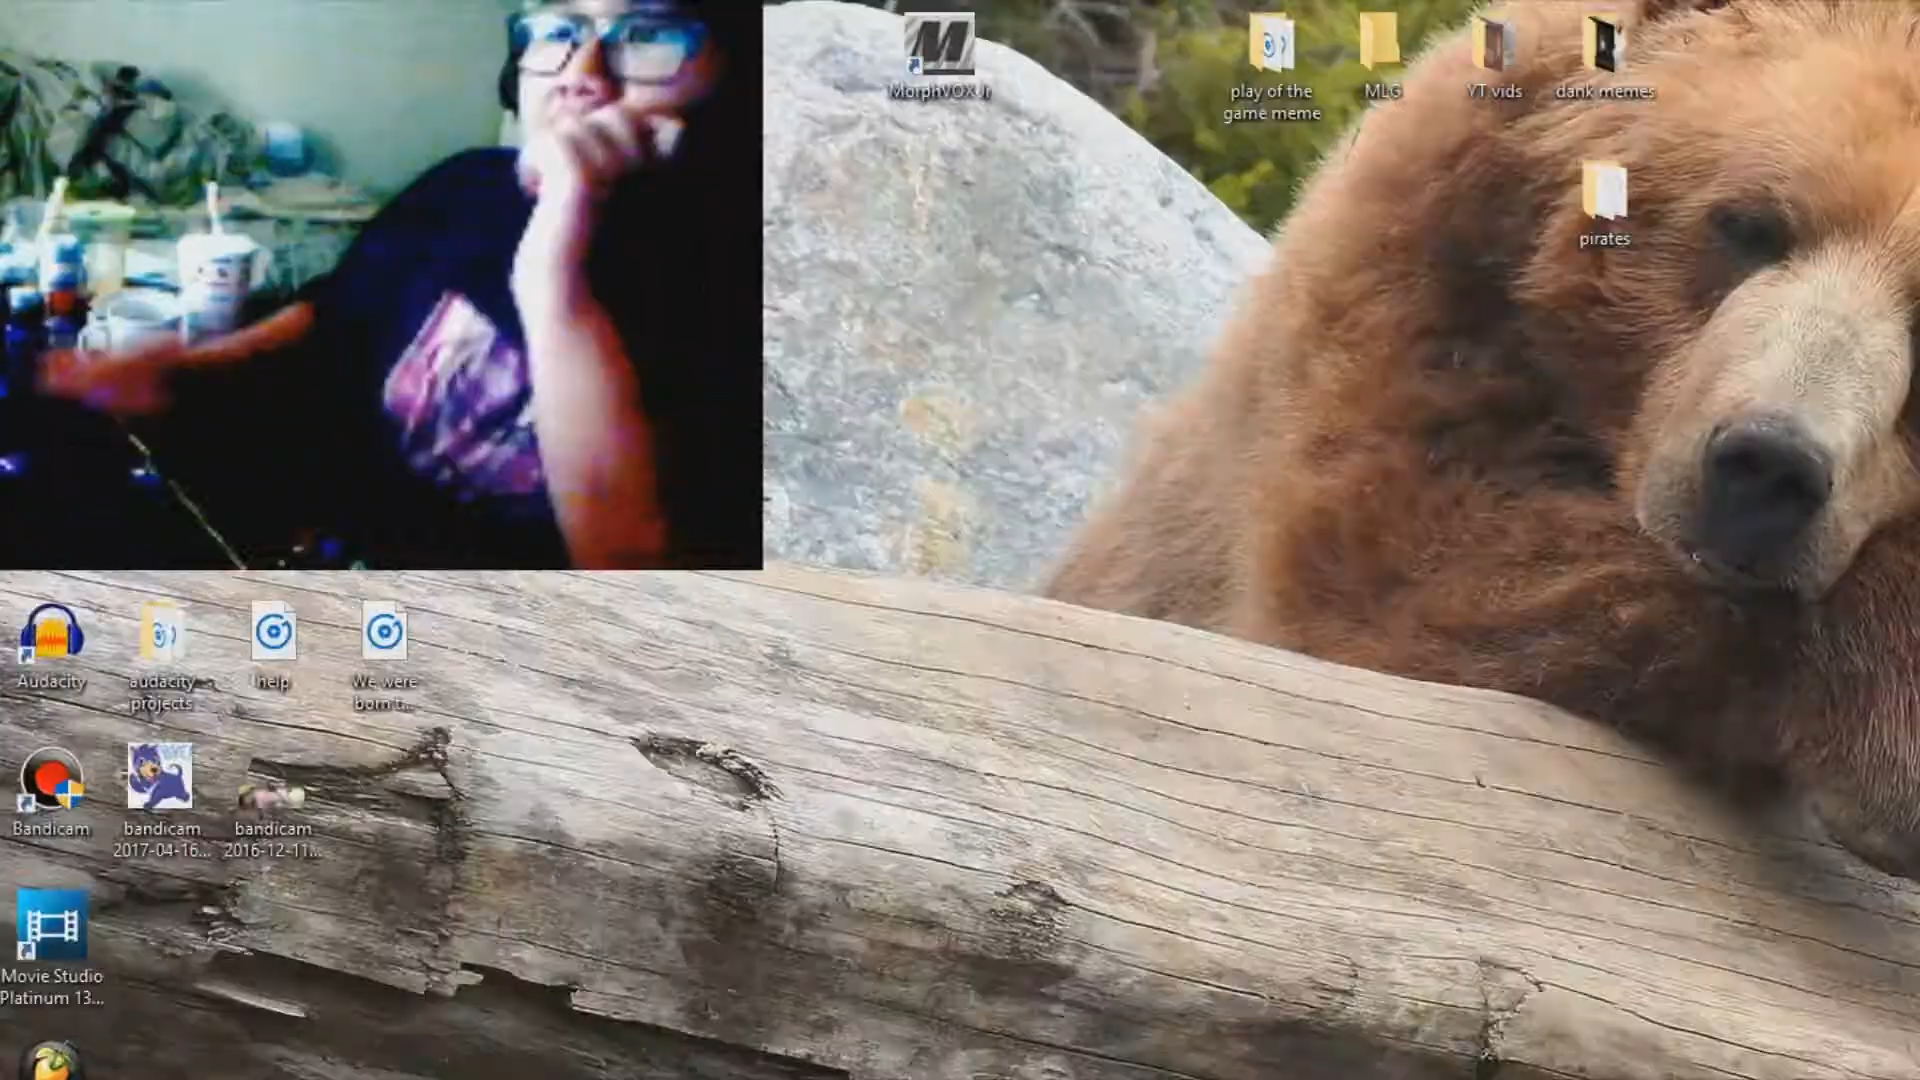 MorphVOX Jr
play of the
game meme
MLG
YT vids
dank memes
pirates
Audacity
audacity
projects
help
We were
born t...
Bandicam
bandicam
2017-04-16...
bandicam
2016-12-11...
Movie Studio
Platinum 13...